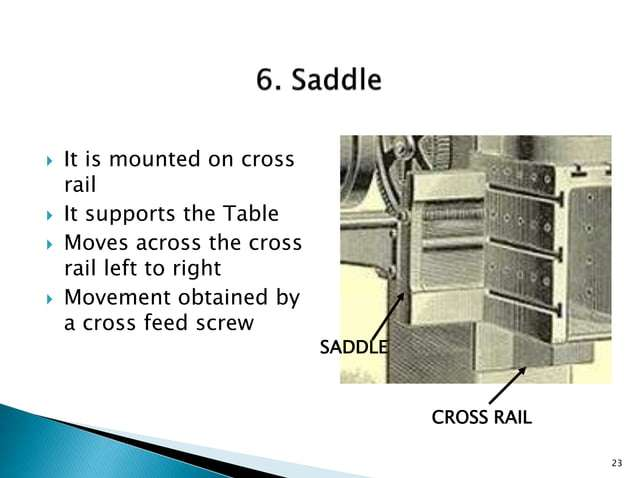 6. Saddle
It is mounted on cross
rail
It supports the Table
Moves across the cross
rail left to right
Movement obtained by
a cross feed screw
SADDLE
CROSS RAIL
23